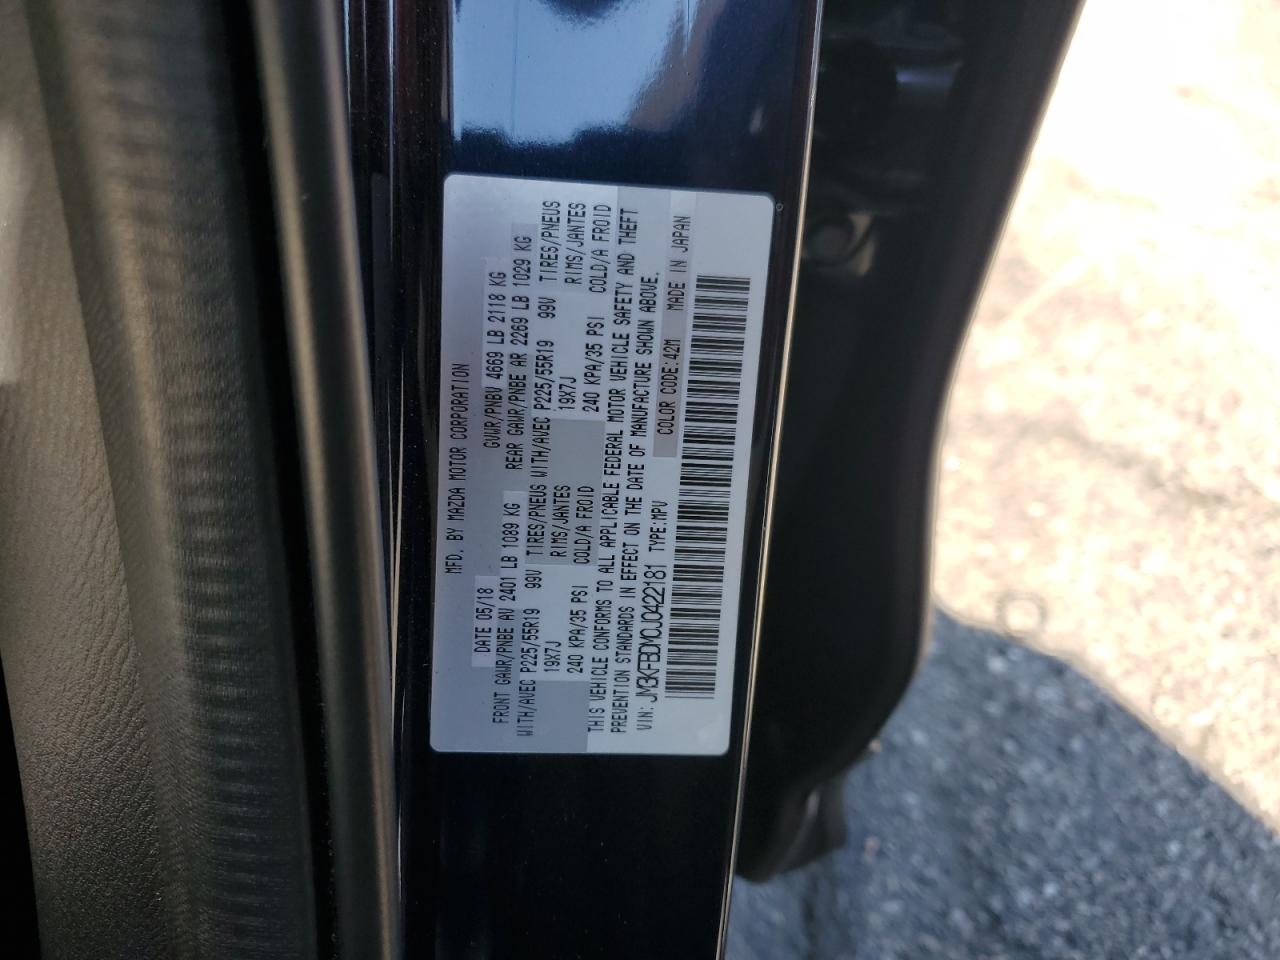 MFD. BY MAZDA MOTOR CORPORATION
DATE 05/18 GVWR/PNBV 4669 LB 2118 KG
FRONT GAWR/PNBE AV 2401 LB 1089 KG REAR GAWR/PNBE AR 2269 LB 1029 KG
WITH/AVEC P225/55R19 99V TIRES/PNEUS WITH/AVEC P225/55R19 99V TIRES/PNEUS
19X7J RIMS/JANTES 19X7J RIMS/JANTES
240 KPA/35 PSI COLD/A FROID 240 KPA/35 PSI COLD/A FROID
THIS VEHICLE CONFORMS TO ALL APPLICABLE FEDERAL MOTOR VEHICLE SAFETY AND THEFT
PREVENTION STANDARDS IN EFFECT ON THE DATE OF MANUFACTURE SHOWN ABOVE.
VIN: JM3KFBDM0J0422181 TYPE:MPV COLOR CODE:42M MADE IN JAPAN